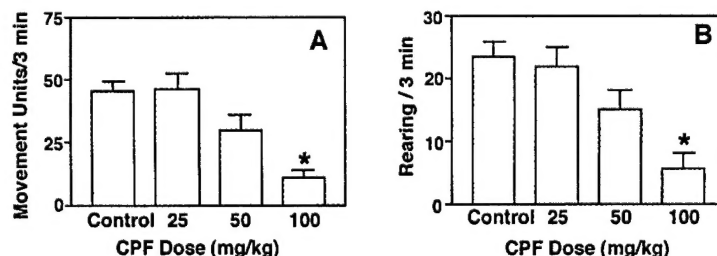 A
Movement Units/3 min
75
50
25
0
*
Control 25 50 100
CPF Dose (mg/kg)
B
Rearing / 3 min
30
20
10
0
*
Control 25 50 100
CPF Dose (mg/kg)